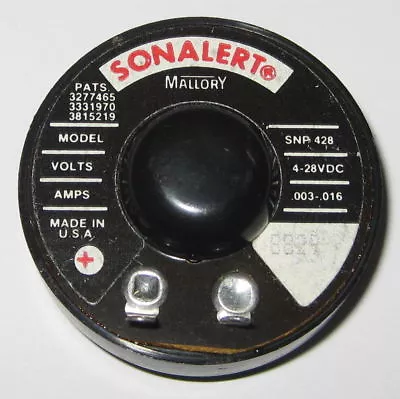 SONALERT®
MALLORY
PATS.
3277465
3331970
3815219
MODEL SNP 428
VOLTS 4-28VDC
AMPS .003-.016
MADE IN
U.S.A.
+